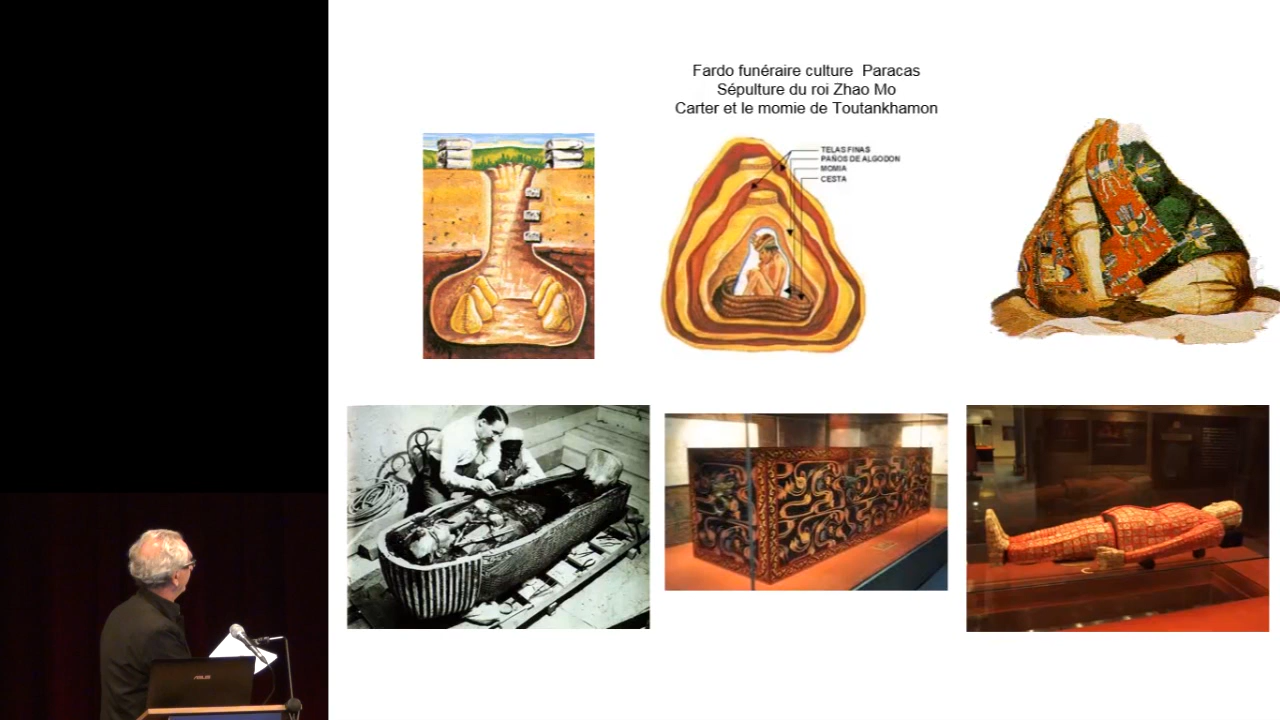 Fardo funéraire culture  Paracas
Sépulture du roi Zhao Mo
Carter et le momie de Toutankhamon
TELAS FINAS
PAÑOS DE ALGODON
MOMIA
CESTA
ASUS